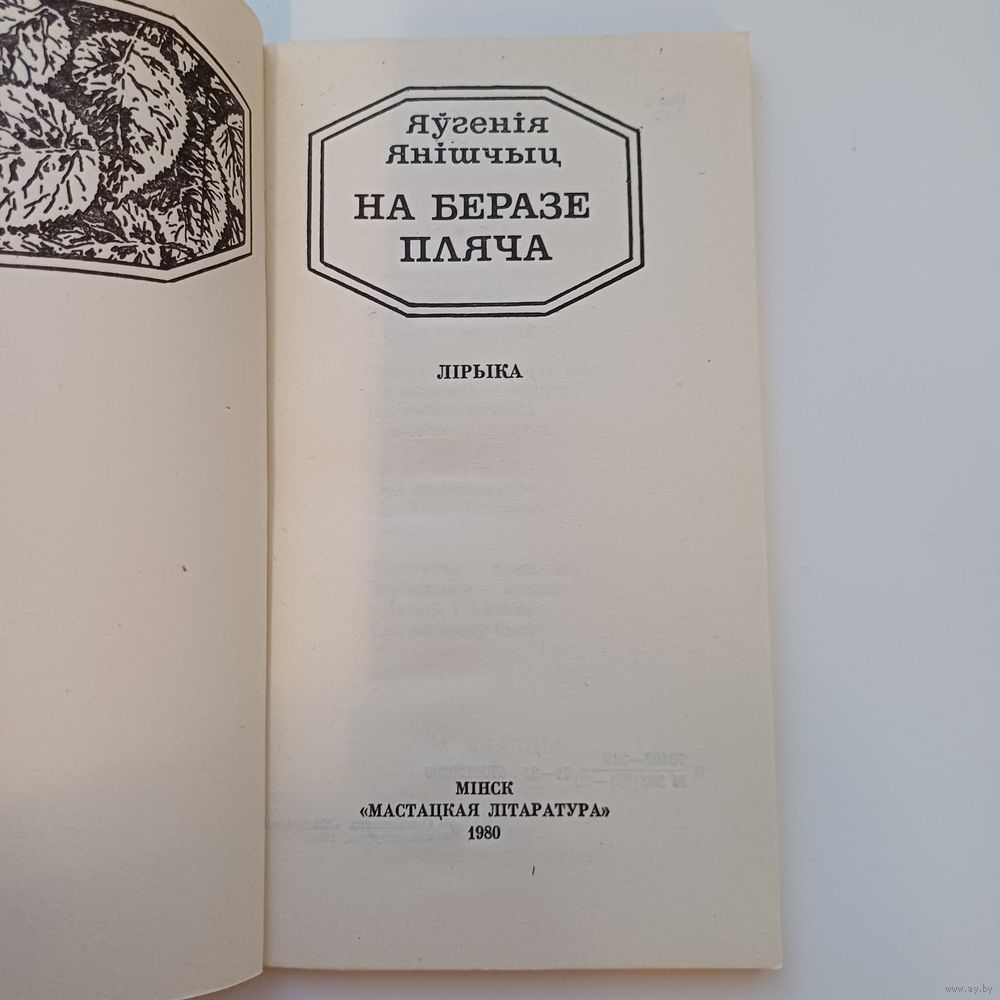 Яўгенія
Янішчыц
НА БЕРАЗЕ
ПЛЯЧА
ЛІРЫКА
МІНСК
«МАСТАЦКАЯ ЛІТАРАТУРА»
1980
www.ay.by